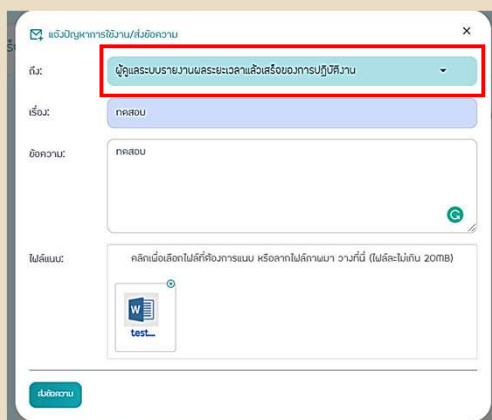 แจ้งปัญหาการใช้งาน/ส่งข้อความ
ถึง:
ผู้ดูแลระบบรายงานผลระยะเวลาแล้วเสร็จของการปฏิบัติงาน
เรื่อง:
ทดสอบ
ข้อความ:
ทดสอบ
ไฟล์แนบ:
คลิกเพื่อเลือกไฟล์ที่ต้องการแนบ หรือลากไฟล์ภาพมา วางที่นี่ (ไฟล์ละไม่เกิน 20MB)
W
test...
ส่งข้อความ